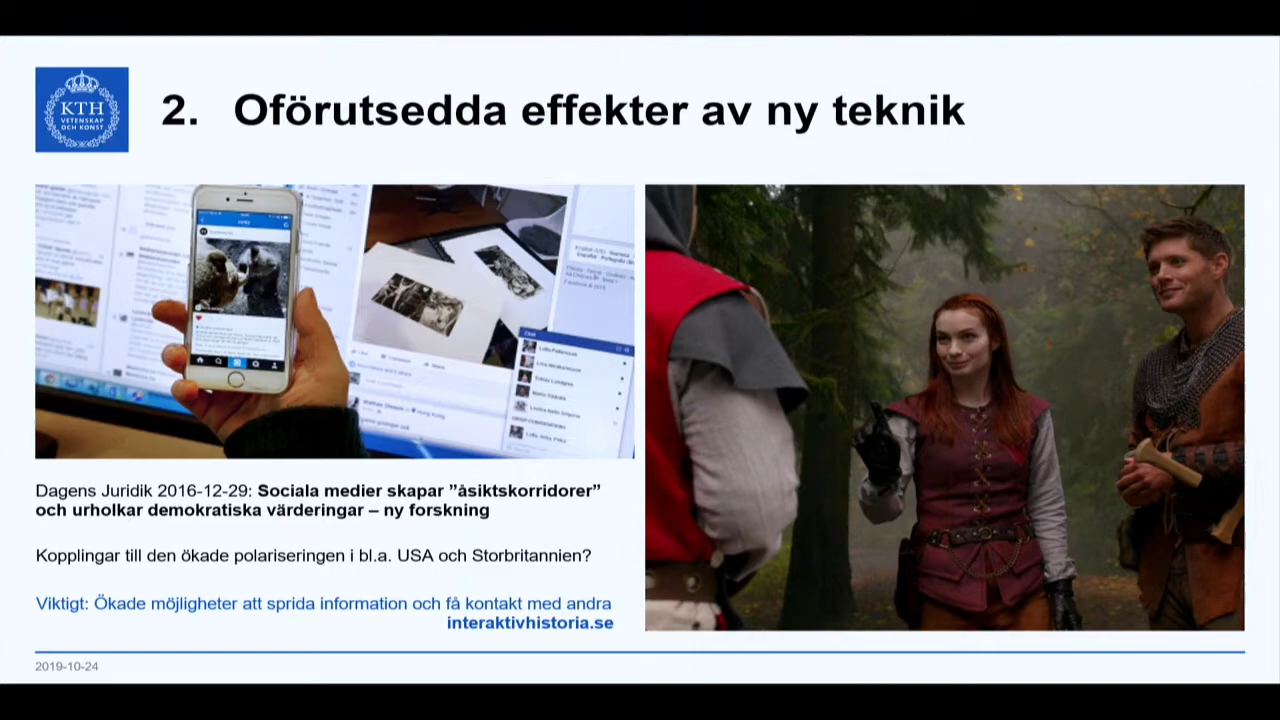 KTH
VETENSKAP
OCH KONST
2. Oförutsedda effekter av ny teknik
Chat
Dagens Juridik 2016-12-29: Sociala medier skapar ”åsiktskorridorer”
och urholkar demokratiska värderingar – ny forskning
Kopplingar till den ökade polariseringen i bl.a. USA och Storbritannien?
Viktigt: Ökade möjligheter att sprida information och få kontakt med andra
interaktivhistoria.se
2019-10-24